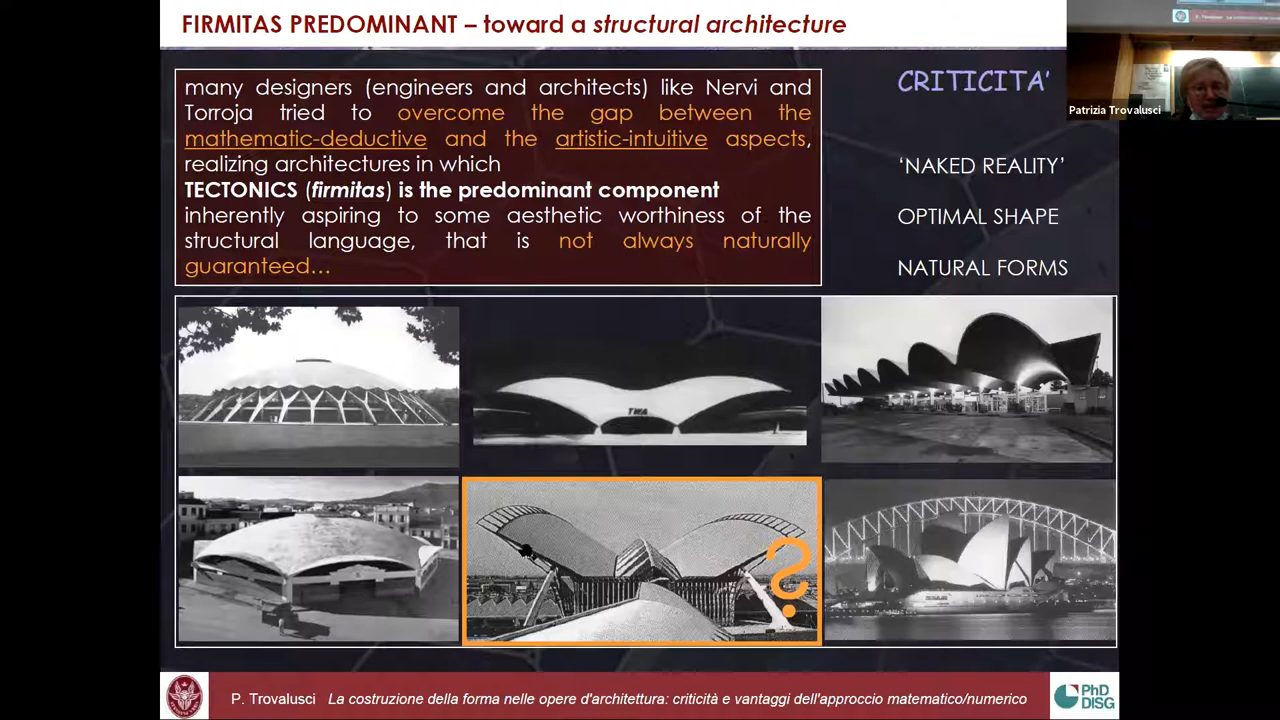 FIRMITAS PREDOMINANT – toward a structural architecture
many designers (engineers and architects) like Nervi and
Torroja tried to overcome the gap between the
mathematic-deductive and the artistic-intuitive aspects,
realizing architectures in which
TECTONICS (firmitas) is the predominant component
inherently aspiring to some aesthetic worthiness of the
structural language, that is not always naturally
guaranteed…
CRITICITA’
‘NAKED REALITY’
OPTIMAL SHAPE
NATURAL FORMS
Patrizia Trovalusci
TWA
?
P. Trovalusci La costruzione della forma nelle opere d'architettura: criticità e vantaggi dell'approccio matematico/numerico
PhD
DISG